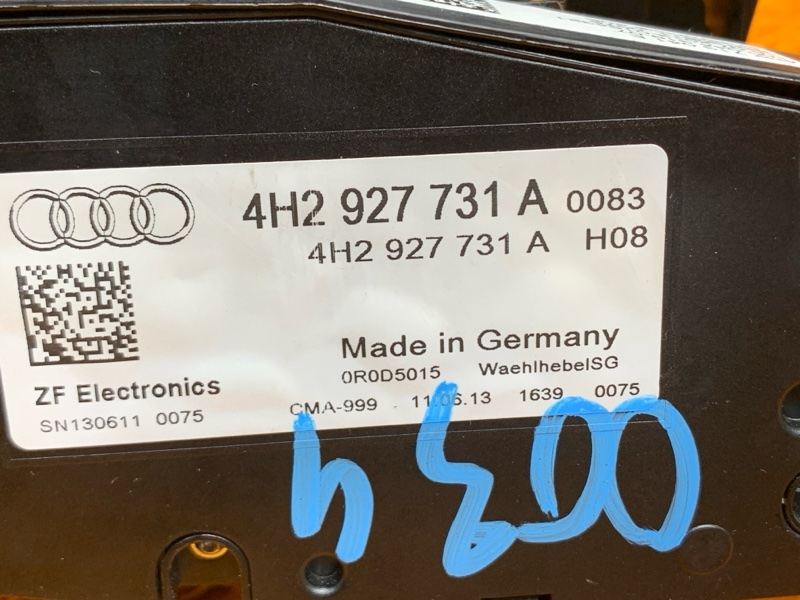 4H2 927 731 A 0083
4H2 927 731 A H08
Made in Germany
0R0D5015 WaehlhebelSG
ZF Electronics
CMA-999 11.06.13 1639 0075
SN130611 0075